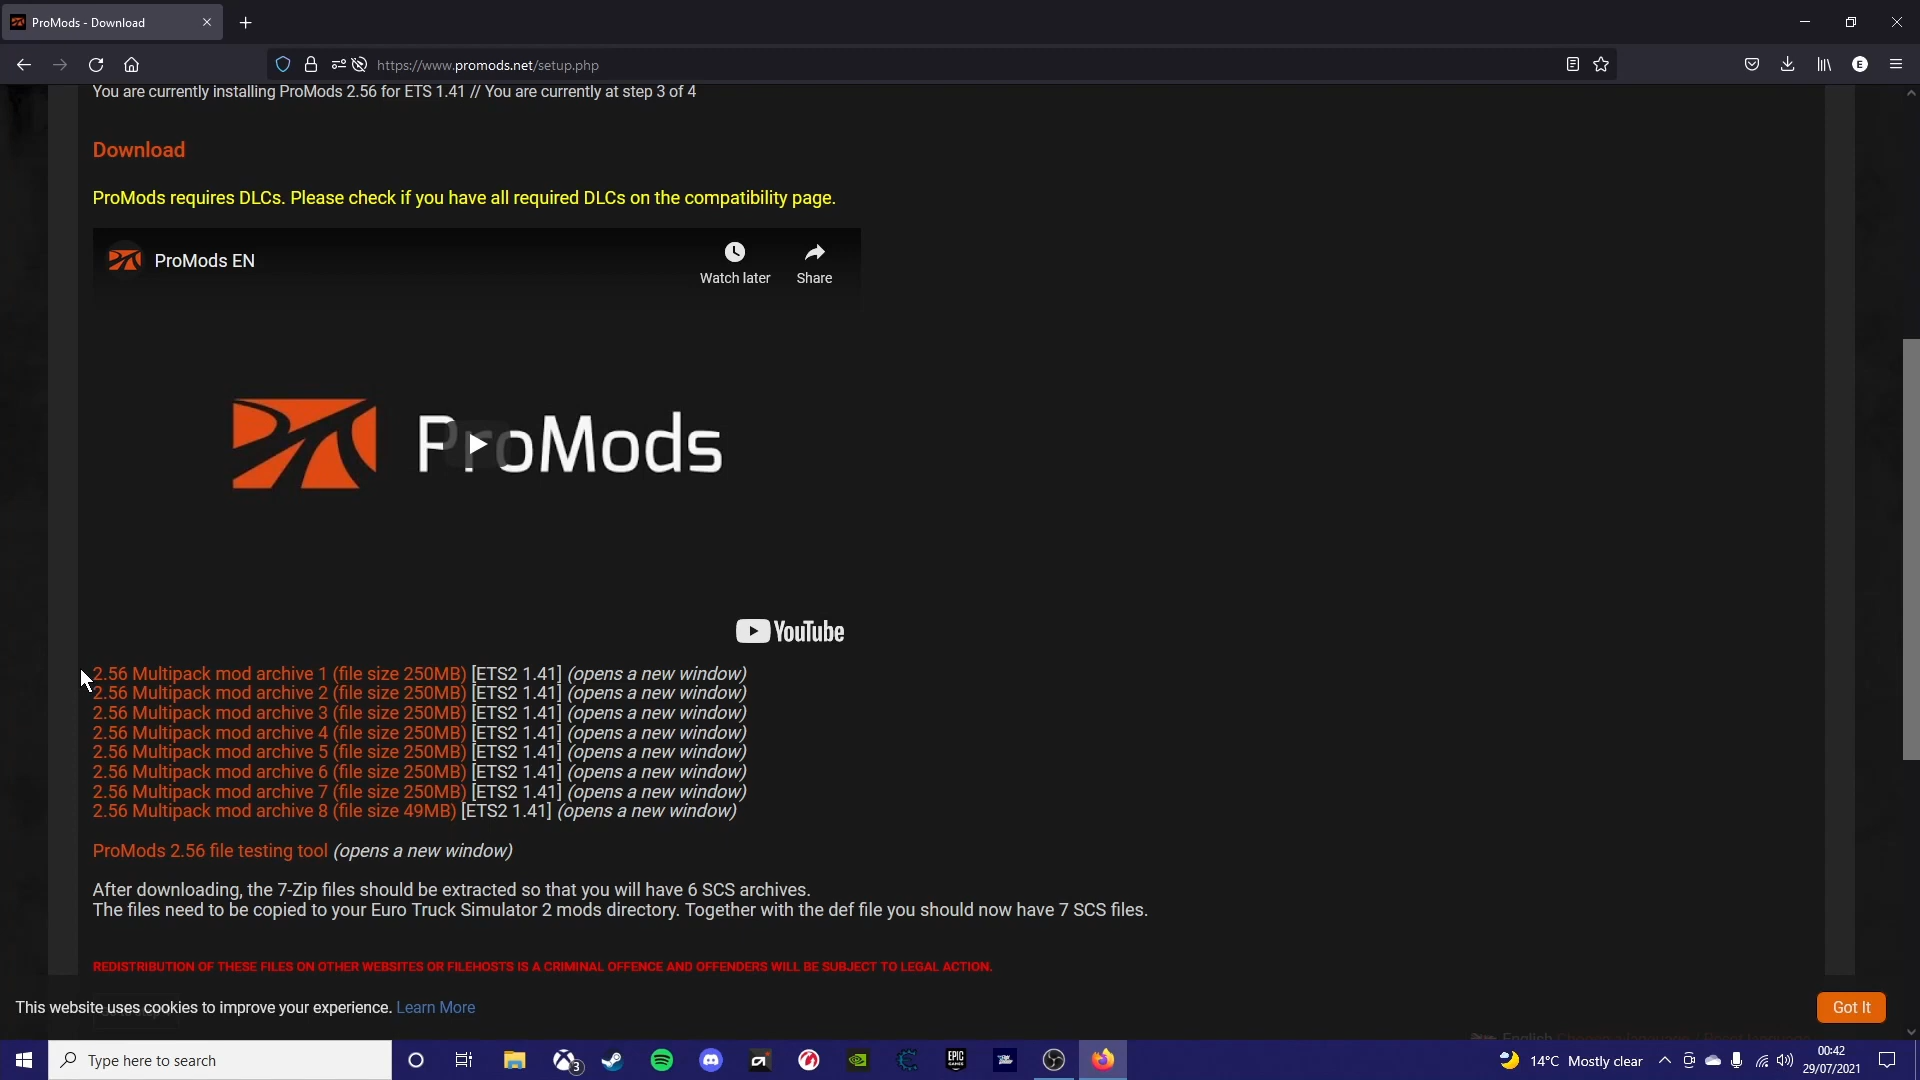 ProMods - Download
https://www.promods.net/setup.php
E
You are currently installing ProMods 2.56 for ETS 1.41 // You are currently at step 3 of 4
Download
ProMods requires DLCs. Please check if you have all required DLCs on the compatibility page.
ProMods EN
Watch later
Share
ProMods
YouTube
2.56 Multipack mod archive 1 (file size 250MB) [ETS2 1.41] (opens a new window)
2.56 Multipack mod archive 2 (file size 250MB) [ETS2 1.41] (opens a new window)
2.56 Multipack mod archive 3 (file size 250MB) [ETS2 1.41] (opens a new window)
2.56 Multipack mod archive 4 (file size 250MB) [ETS2 1.41] (opens a new window)
2.56 Multipack mod archive 5 (file size 250MB) [ETS2 1.41] (opens a new window)
2.56 Multipack mod archive 6 (file size 250MB) [ETS2 1.41] (opens a new window)
2.56 Multipack mod archive 7 (file size 250MB) [ETS2 1.41] (opens a new window)
2.56 Multipack mod archive 8 (file size 49MB) [ETS2 1.41] (opens a new window)
ProMods 2.56 file testing tool (opens a new window)
After downloading, the 7-Zip files should be extracted so that you will have 6 SCS archives.
The files need to be copied to your Euro Truck Simulator 2 mods directory. Together with the def file you should now have 7 SCS files.
REDISTRIBUTION OF THESE FILES ON OTHER WEBSITES OR FILEHOSTS IS A CRIMINAL OFFENCE AND OFFENDERS WILL BE SUBJECT TO LEGAL ACTION.
This website uses cookies to improve your experience. Learn More
Got It
English
Type here to search
3
EPIC GAMES
14°C Mostly clear
00:42
29/07/2021